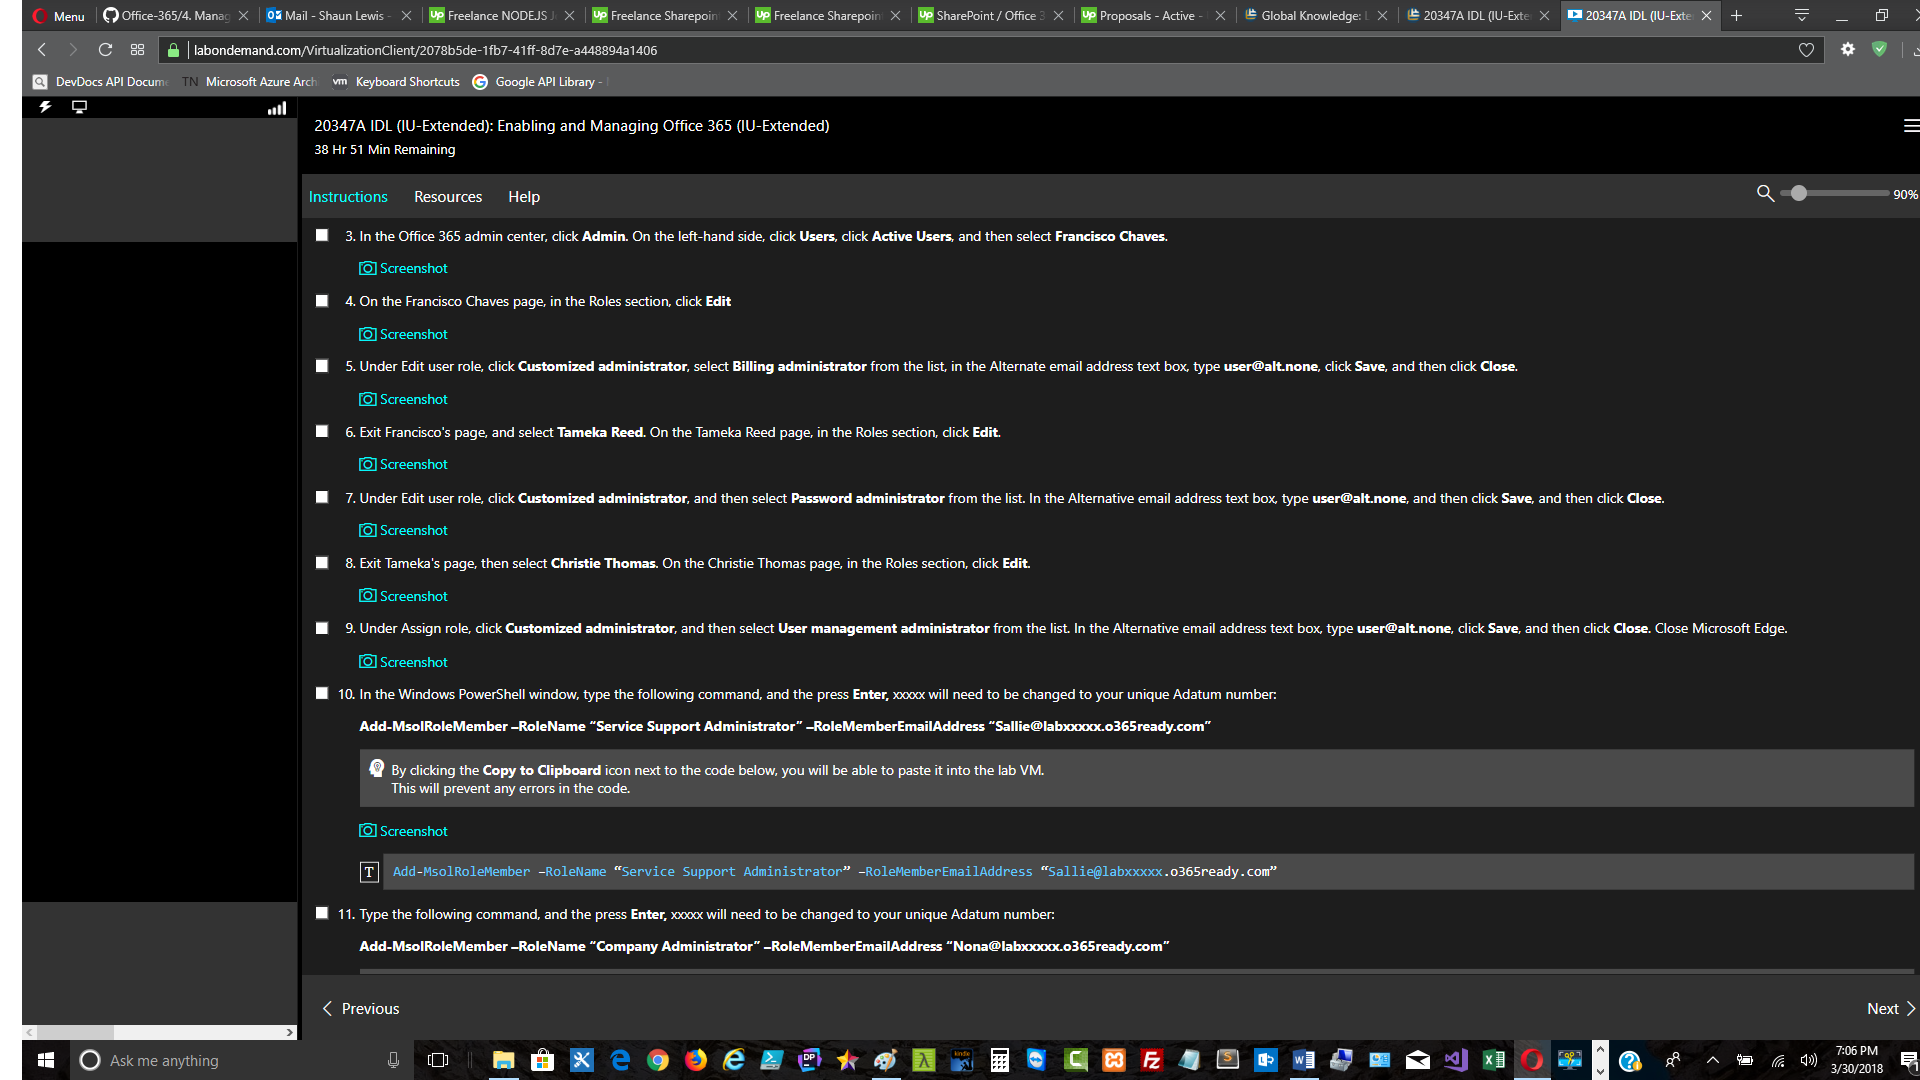 Menu
Office-365/4. Manag
Mail - Shaun Lewis -
Freelance NODEJS J
Freelance Sharepoin
Freelance Sharepoin
SharePoint / Office 3
Proposals - Active -
Global Knowledge: L
20347A IDL (IU-Exte
20347A IDL (IU-Exte
labondemand.com/VirtualizationClient/2078b5de-1fb7-41ff-8d7e-a448894a1406
DevDocs API Docume
TN Microsoft Azure Arch
vm Keyboard Shortcuts
Google API Library -
20347A IDL (IU-Extended): Enabling and Managing Office 365 (IU-Extended)
38 Hr 51 Min Remaining
Instructions Resources Help
90%
3. In the Office 365 admin center, click Admin. On the left-hand side, click Users, click Active Users, and then select Francisco Chaves.
Screenshot
4. On the Francisco Chaves page, in the Roles section, click Edit
Screenshot
5. Under Edit user role, click Customized administrator, select Billing administrator from the list, in the Alternate email address text box, type user@alt.none, click Save, and then click Close.
Screenshot
6. Exit Francisco's page, and select Tameka Reed. On the Tameka Reed page, in the Roles section, click Edit.
Screenshot
7. Under Edit user role, click Customized administrator, and then select Password administrator from the list. In the Alternative email address text box, type user@alt.none, and then click Save, and then click Close.
Screenshot
8. Exit Tameka's page, then select Christie Thomas. On the Christie Thomas page, in the Roles section, click Edit.
Screenshot
9. Under Assign role, click Customized administrator, and then select User management administrator from the list. In the Alternative email address text box, type user@alt.none, click Save, and then click Close. Close Microsoft Edge.
Screenshot
10. In the Windows PowerShell window, type the following command, and the press Enter, xxxxx will need to be changed to your unique Adatum number:
Add-MsolRoleMember –RoleName “Service Support Administrator” –RoleMemberEmailAddress “Sallie@labxxxxx.o365ready.com”
By clicking the Copy to Clipboard icon next to the code below, you will be able to paste it into the lab VM.
This will prevent any errors in the code.
Screenshot
T Add-MsolRoleMember –RoleName “Service Support Administrator” –RoleMemberEmailAddress “Sallie@labxxxxx.o365ready.com”
11. Type the following command, and the press Enter, xxxxx will need to be changed to your unique Adatum number:
Add-MsolRoleMember –RoleName “Company Administrator” –RoleMemberEmailAddress “Nona@labxxxxx.o365ready.com”
Previous
Next
Ask me anything
7:06 PM
3/30/2018